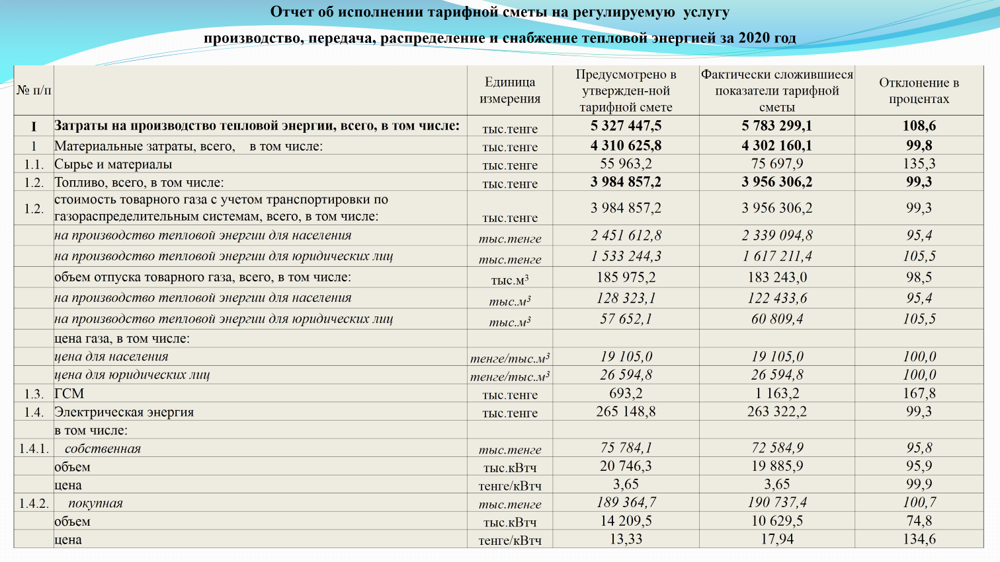 Отчет об исполнении тарифной сметы на регулируемую услугу
производство, передача, распределение и снабжение тепловой энергией за 2020 год
№ п/п Единица измерения Предусмотрено в утвержден-ной тарифной смете Фактически сложившиеся показатели тарифной сметы Отклонение в процентах
I Затраты на производство тепловой энергии, всего, в том числе: тыс.тенге 5 327 447,5 5 783 299,1 108,6
1 Материальные затраты, всего, в том числе: тыс.тенге 4 310 625,8 4 302 160,1 99,8
1.1. Сырье и материалы тыс.тенге 55 963,2 75 697,9 135,3
1.2. Топливо, всего, в том числе: тыс.тенге 3 984 857,2 3 956 306,2 99,3
1.2. стоимость товарного газа с учетом транспортировки по газораспределительным системам, всего, в том числе: тыс.тенге 3 984 857,2 3 956 306,2 99,3
на производство тепловой энергии для населения тыс.тенге 2 451 612,8 2 339 094,8 95,4
на производство тепловой энергии для юридических лиц тыс.тенге 1 533 244,3 1 617 211,4 105,5
объем отпуска товарного газа, всего, в том числе: тыс.м³ 185 975,2 183 243,0 98,5
на производство тепловой энергии для населения тыс.м³ 128 323,1 122 433,6 95,4
на производство тепловой энергии для юридических лиц тыс.м³ 57 652,1 60 809,4 105,5
цена газа, в том числе:
цена для населения тенге/тыс.м³ 19 105,0 19 105,0 100,0
цена для юридических лиц тенге/тыс.м³ 26 594,8 26 594,8 100,0
1.3. ГСМ тыс.тенге 693,2 1 163,2 167,8
1.4. Электрическая энергия тыс.тенге 265 148,8 263 322,2 99,3
в том числе:
1.4.1. собственная тыс.тенге 75 784,1 72 584,9 95,8
объем тыс.кВтч 20 746,3 19 885,9 95,9
цена тенге/кВтч 3,65 3,65 99,9
1.4.2. покупная тыс.тенге 189 364,7 190 737,4 100,7
объем тыс.кВтч 14 209,5 10 629,5 74,8
цена тенге/кВтч 13,33 17,94 134,6